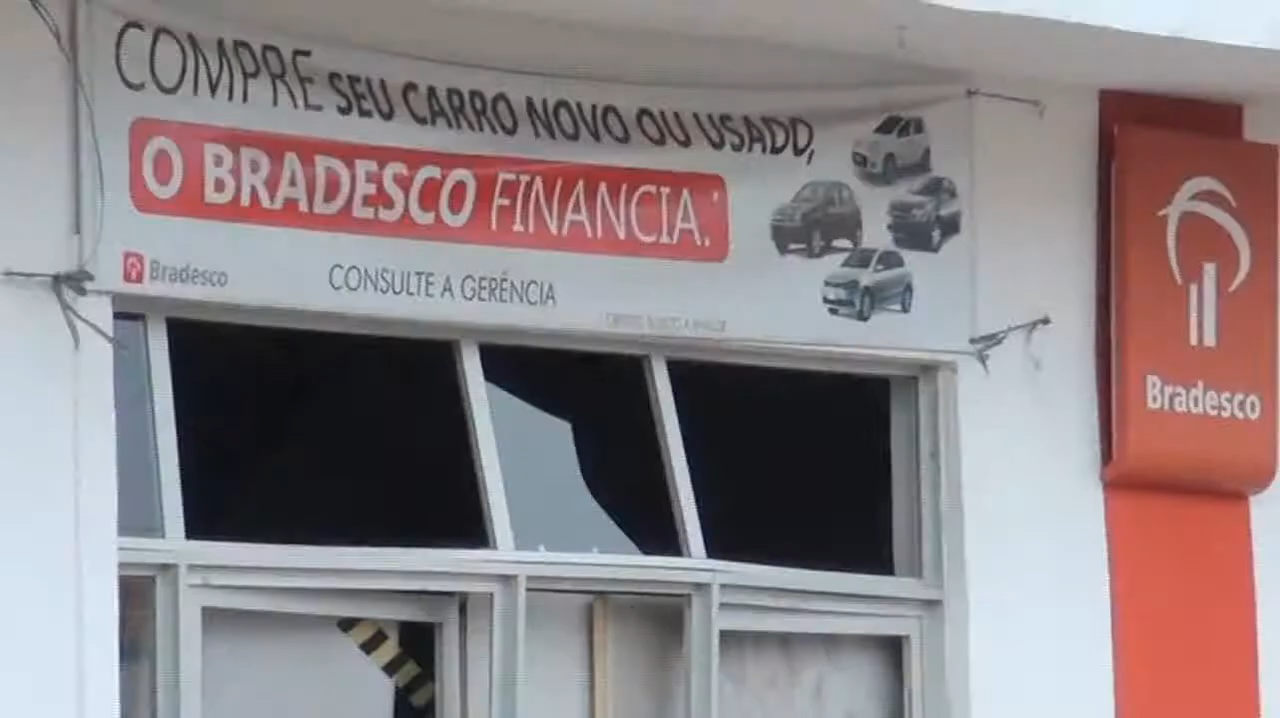 COMPRE SEU CARRO NOVO OU USADO,
O BRADESCO FINANCIA.*
Bradesco
CONSULTE A GERÊNCIA
Bradesco